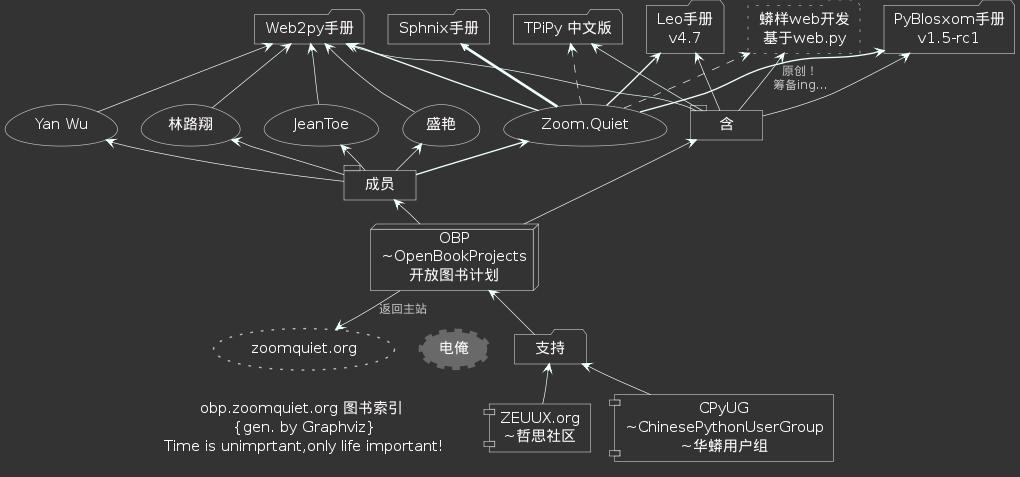 Web2py手册
Sphnix手册
TPiPy 中文版
Leo手册
v4.7
蟒样web开发
基于web.py
PyBlosxom手册
v1.5-rc1
原创！
筹备ing...
Yan Wu
林路翔
JeanToe
盛艳
Zoom.Quiet
含
成员
OBP
~OpenBookProjects
开放图书计划
返回主站
zoomquiet.org
电俺
支持
obp.zoomquiet.org 图书索引
{gen. by Graphviz}
Time is unimprtant,only life important!
ZEUUX.org
~哲思社区
CPyUG
~ChinesePythonUserGroup
~华蟒用户组